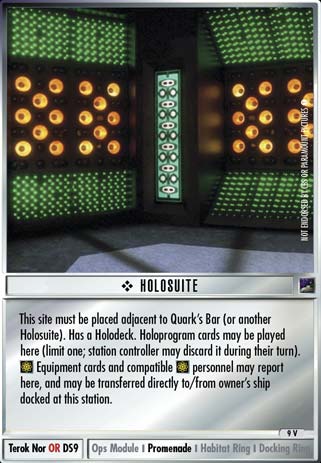 NOT ENDORSED BY CBS OR PARAMOUNT PICTURES
❖ HOLOSUITE
This site must be placed adjacent to Quark's Bar (or another
Holosuite). Has a Holodeck. Holoprogram cards may be played
here (limit one; station controller may discard it during their turn).
Equipment cards and compatible personnel may report
here, and may be transferred directly to/from owner's ship
docked at this station.
9 V
Terok Nor OR DS9
Ops Module | Promenade | Habitat Ring | Docking Ring